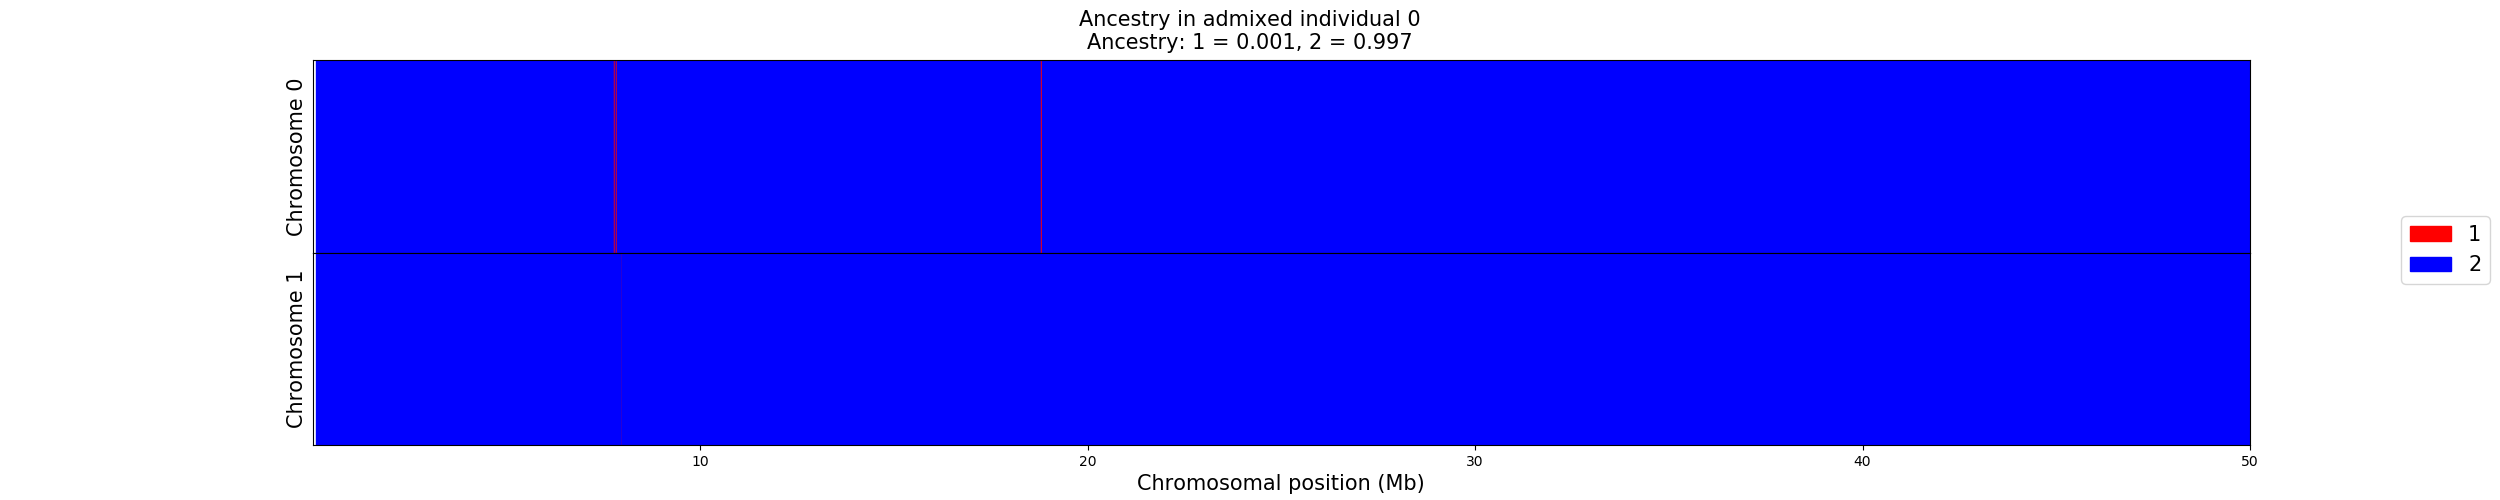 Ancestry in admixed individual 0
Ancestry: 1 = 0.001, 2 = 0.997
Chromosome 0
Chromosome 1
10
20
30
40
50
Chromosomal position (Mb)
1
2